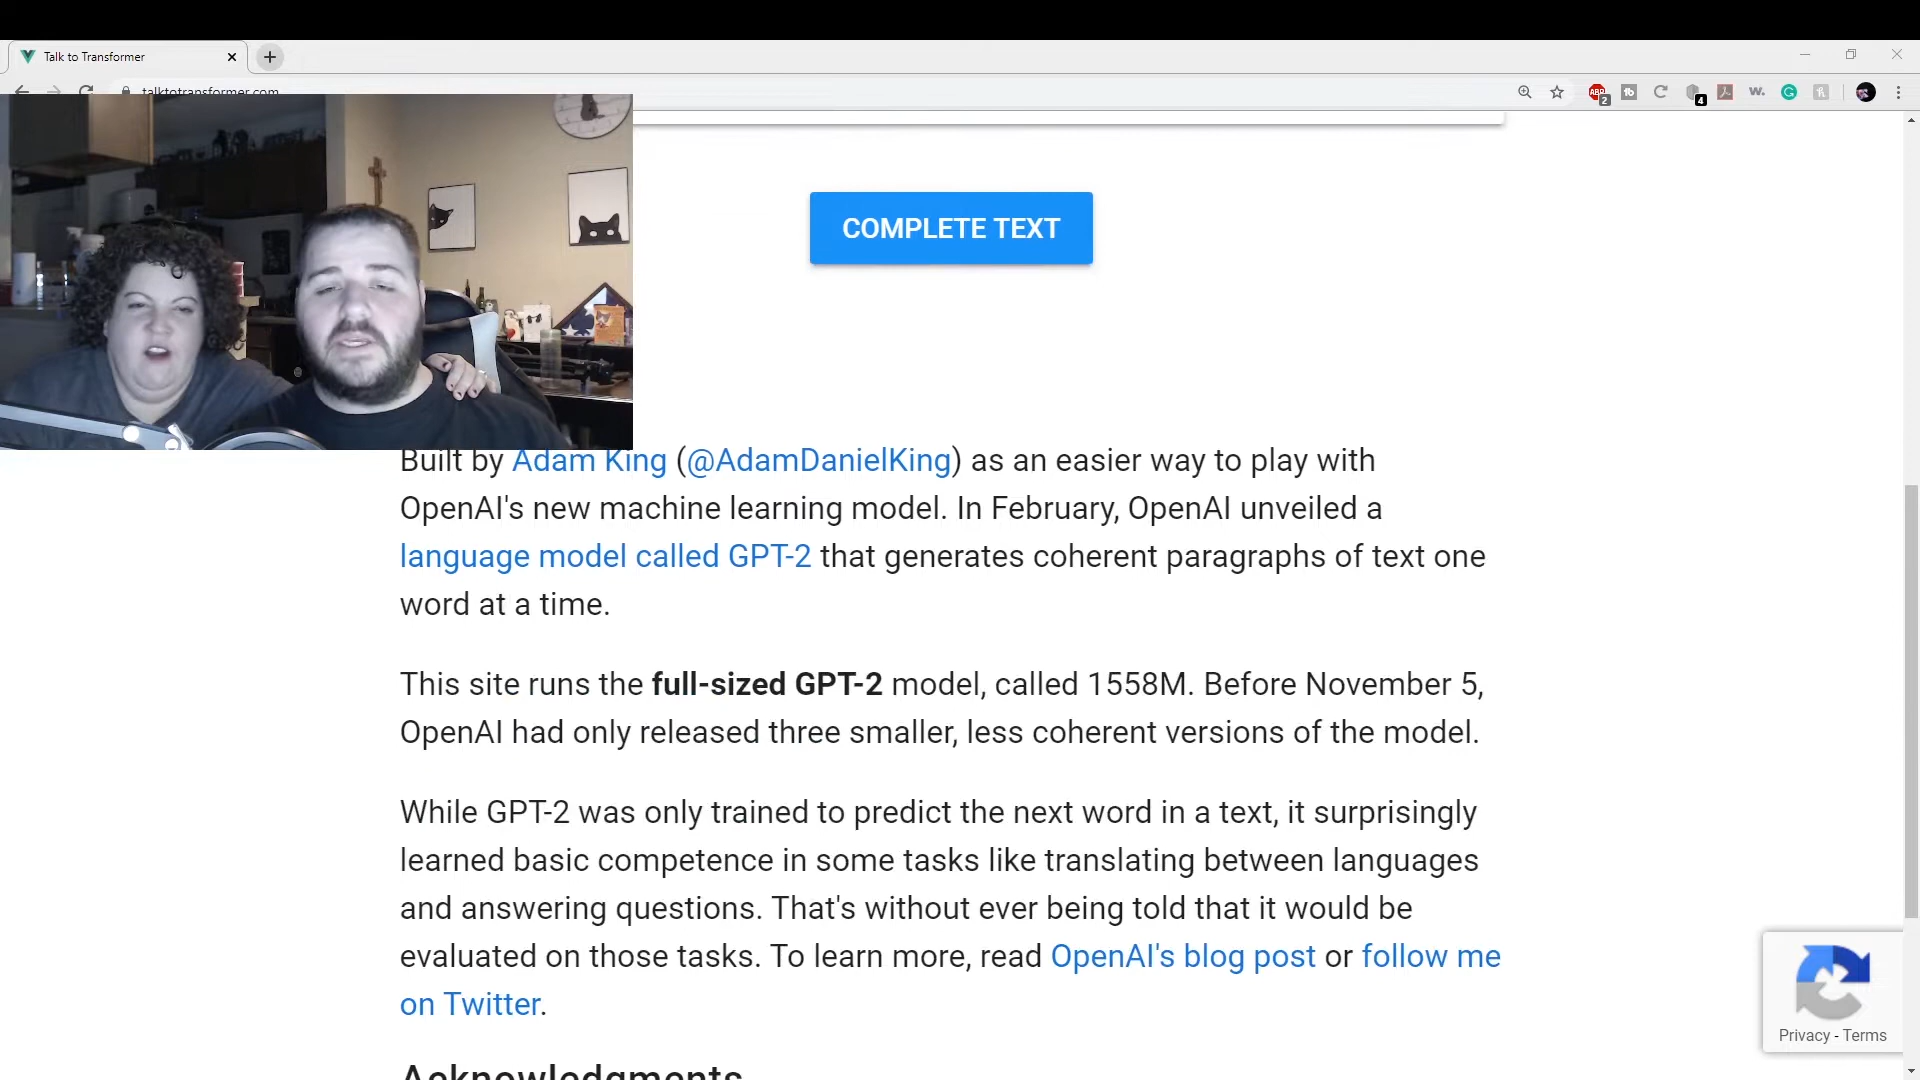 Talk to Transformer
talktotransformer.com
ABP
2
4
W.
COMPLETE TEXT
Built by Adam King (@AdamDanielKing) as an easier way to play with
OpenAI's new machine learning model. In February, OpenAI unveiled a
language model called GPT-2 that generates coherent paragraphs of text one
word at a time.
This site runs the full-sized GPT-2 model, called 1558M. Before November 5,
OpenAI had only released three smaller, less coherent versions of the model.
While GPT-2 was only trained to predict the next word in a text, it surprisingly
learned basic competence in some tasks like translating between languages
and answering questions. That's without ever being told that it would be
evaluated on those tasks. To learn more, read OpenAI's blog post or follow me
on Twitter.
Privacy - Terms
Acknowledgments